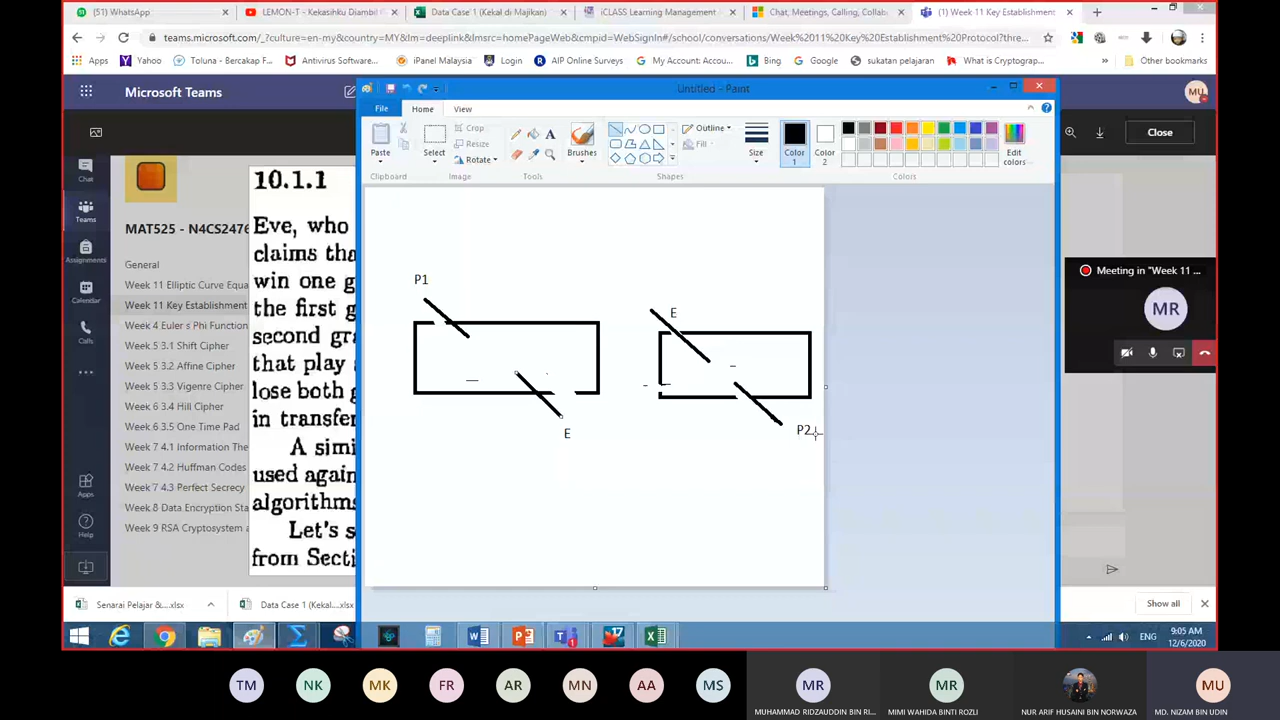 (51) WhatsApp
LEMON-T - Kekasihku Diambil
Data Case 1 (Kekal di Majikan)
iCLASS Learning Management
Chat, Meetings, Calling, Collab
(1) Week 11 Key Establishment
teams.microsoft.com/_?culture=en-my&country=MY&lm=deeplink&lmsrc=homePageWeb&cmpid=WebSignIn#/school/conversations/Week%2011%20Key%20Establishment%20Protocol?thre...
Apps
Yahoo
Toluna - Bercakap F...
Antivirus Software...
iPanel Malaysia
Login
AIP Online Surveys
My Account: Accou...
Bing
Google
sukatan pelajaran
What is Cryptograp...
Other bookmarks
Microsoft Teams
MU
Untitled - Paint
File
Home
View
Paste
Select
Crop
Resize
Rotate
Brushes
Outline
Fill
Size
Color 1
Color 2
Edit colors
Clipboard
Image
Tools
Shapes
Colors
Close
Chat
Teams
Assignments
Calendar
Calls
Apps
Help
MAT525 - N4CS2476
General
Week 11 Elliptic Curve Equa
Week 11 Key Establishment
Week 4 Euler s Phi Function
Week 5 3.1 Shift Cipher
Week 5 3.2 Affine Cipher
Week 5 3.3 Vigenre Cipher
Week 6 3.4 Hill Cipher
Week 6 3.5 One Time Pad
Week 7 4.1 Information The
Week 7 4.2 Huffman Codes
Week 7 4.3 Perfect Secrecy
Week 8 Data Encryption Sta
Week 9 RSA Cryptosystem a
10.1.1
Eve, who
claims tha
win one g
the first g
second gra
that play
lose both g
in transfer
A simi
used again
algorithms
Let's s
from Secti
P1
E
E
P2
Meeting in "Week 11 ...
MR
Senarai Pelajar &....xlsx
Data Case 1 (Kekal....xlsx
Show all
ENG
9:05 AM
12/6/2020
TM
NK
MK
FR
AR
MN
AA
MS
MR
MUHAMMAD RIDZAUDDIN BIN RI...
MR
MIMI WAHIDA BINTI ROZLI
NUR ARIF HUSAINI BIN NORWAZA
MU
MD. NIZAM BIN UDIN